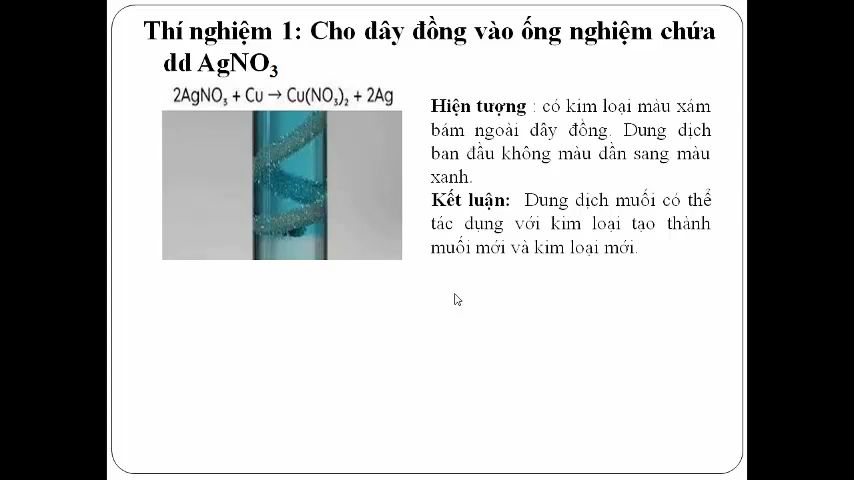 Thí nghiệm 1: Cho dây đồng vào ống nghiệm chứa
dd AgNO₃
2AgNO₃ + Cu → Cu(NO₃)₂ + 2Ag
Hiện tượng : có kim loại màu xám
bám ngoài dây đồng. Dung dịch
ban đầu không màu dần sang màu
xanh.
Kết luận: Dung dịch muối có thể
tác dụng với kim loại tạo thành
muối mới và kim loại mới.